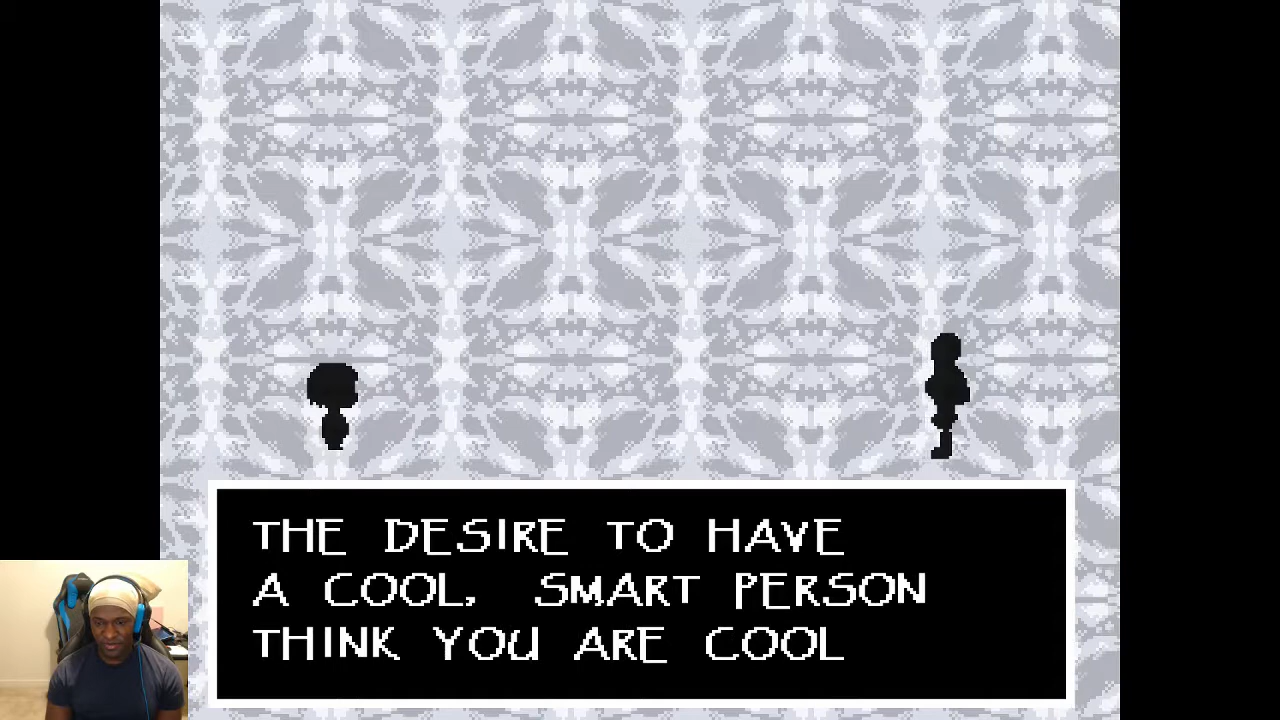 THE DESIRE TO HAVE
A COOL, SMART PERSON
THINK YOU ARE COOL